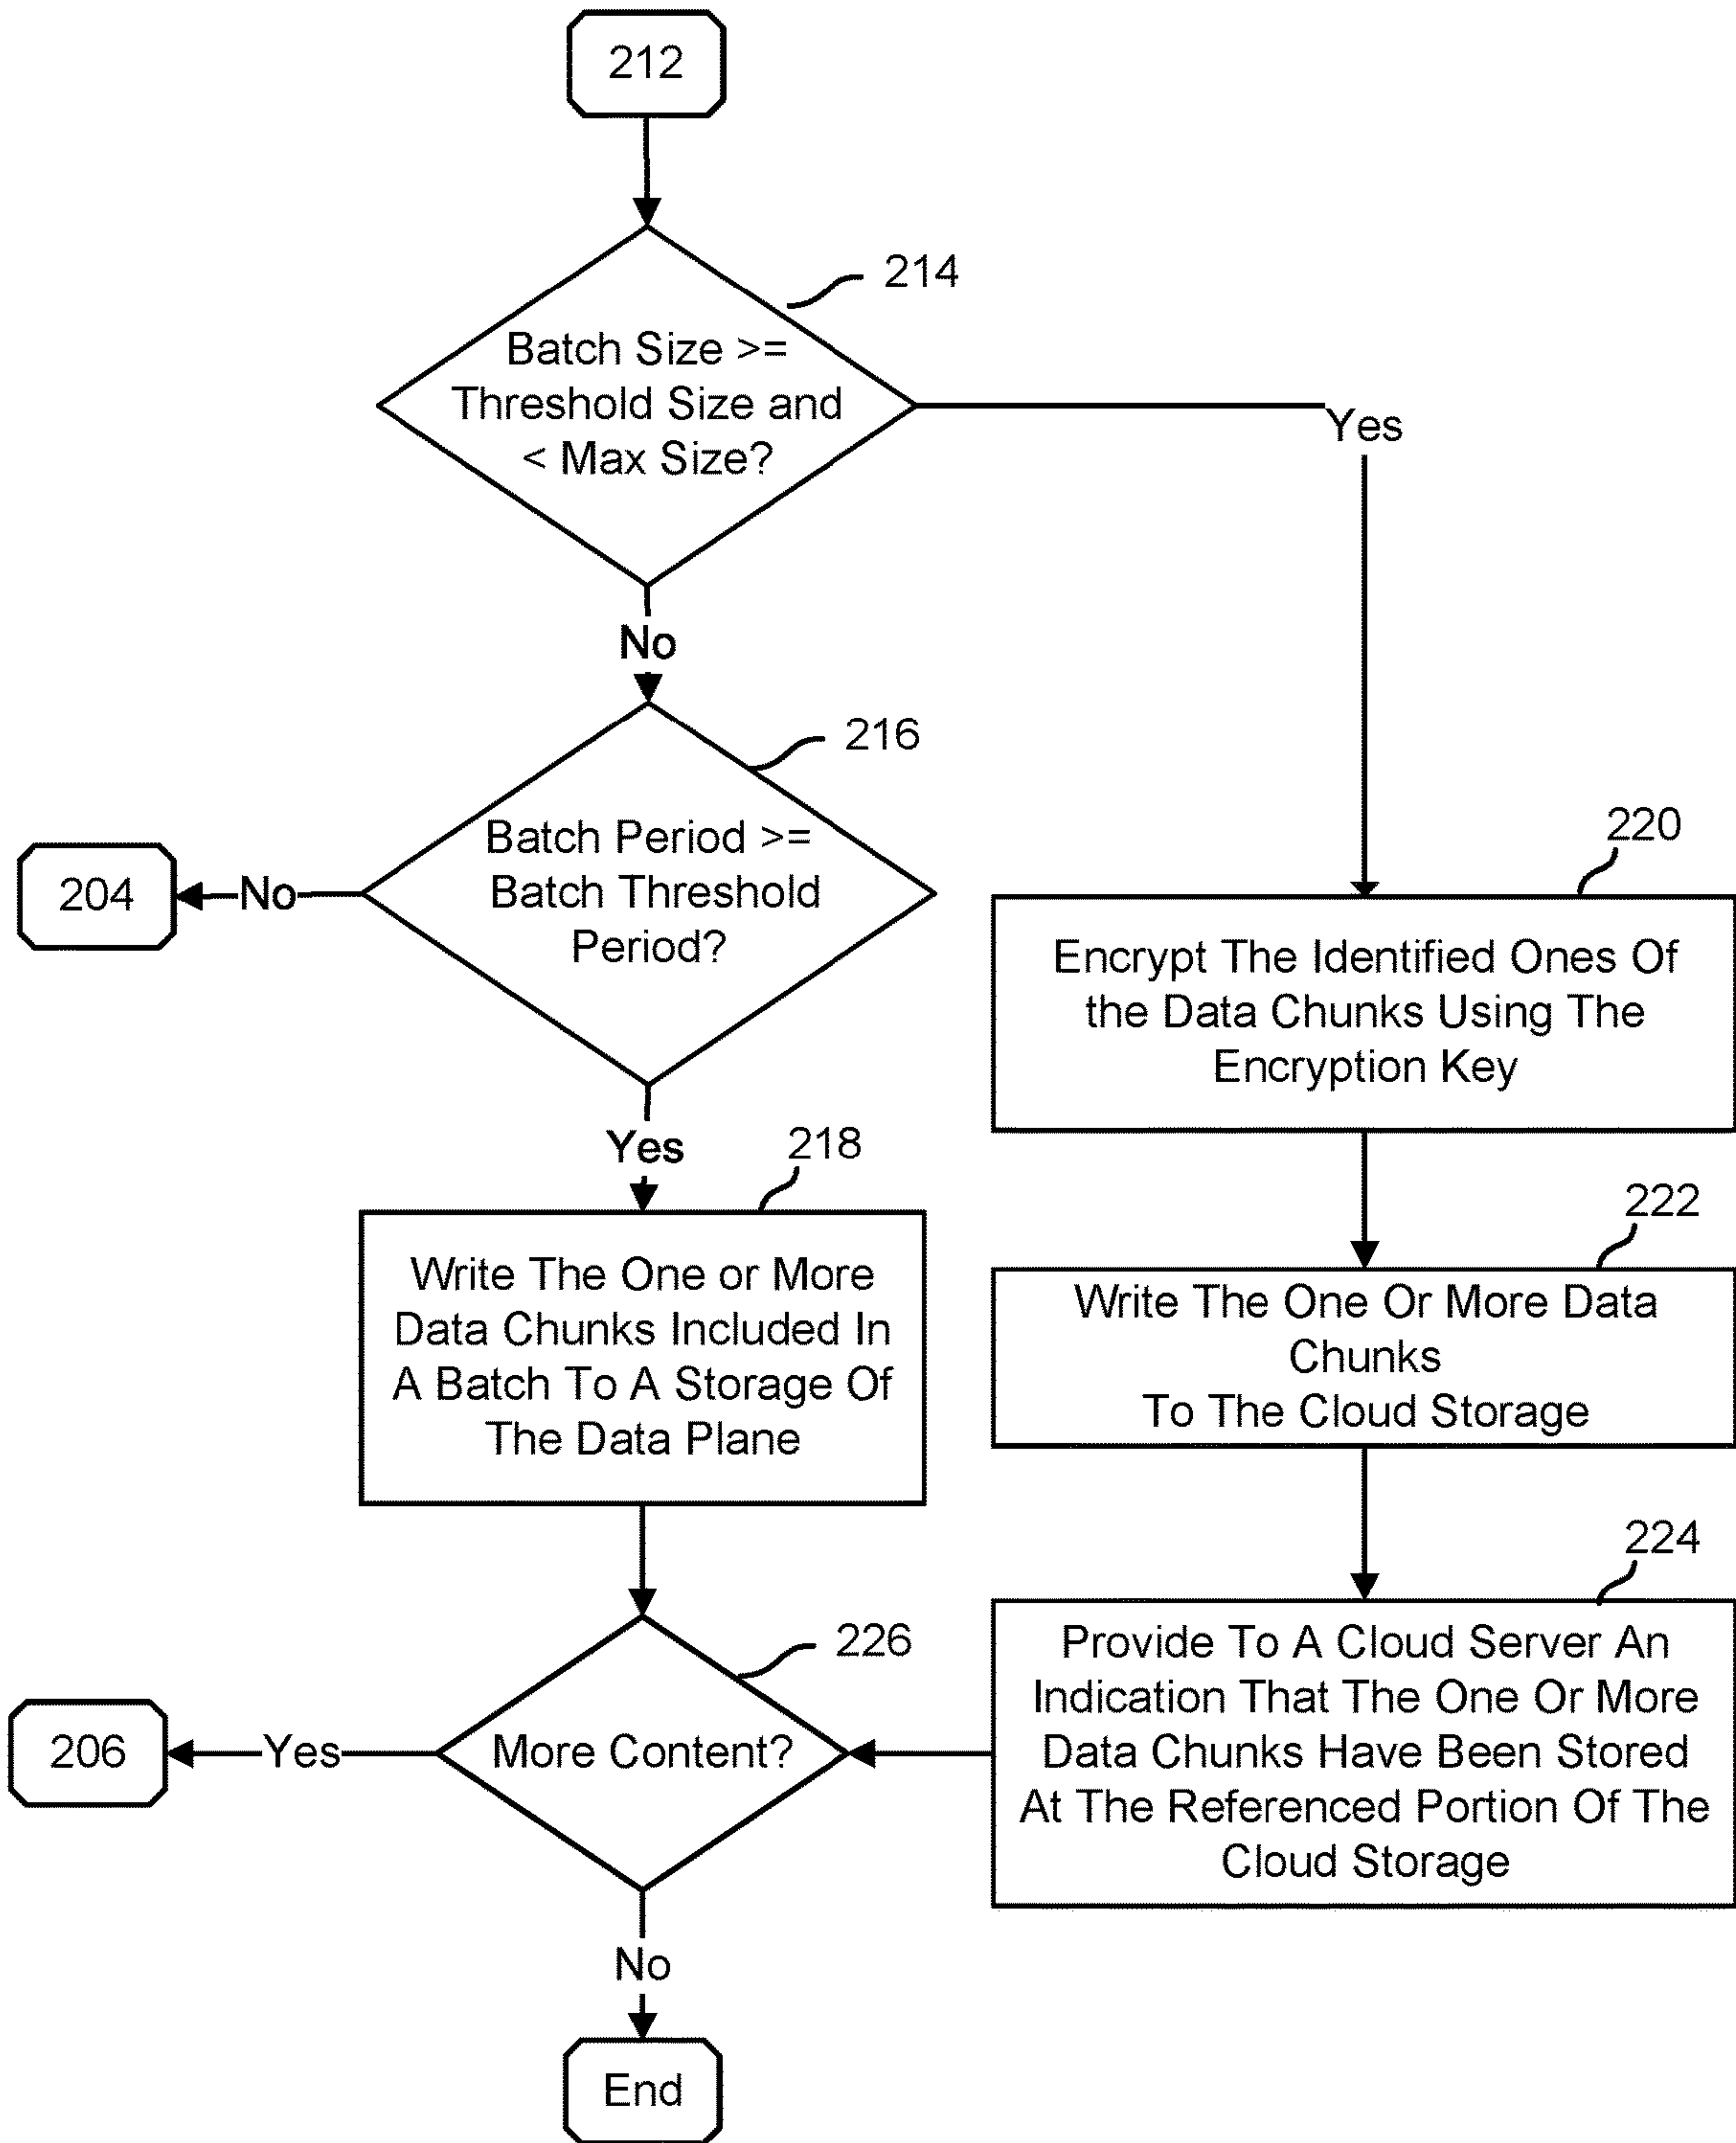 212
214
Batch Size >=
Threshold Size and
< Max Size?
Yes
No
216
Batch Period >=
Batch Threshold
Period?
204
No
220
Encrypt The Identified Ones Of
the Data Chunks Using The
Encryption Key
Yes
218
Write The One or More
Data Chunks Included In
A Batch To A Storage Of
The Data Plane
222
Write The One Or More Data
Chunks
To The Cloud Storage
224
Provide To A Cloud Server An
Indication That The One Or More
Data Chunks Have Been Stored
At The Referenced Portion Of The
Cloud Storage
226
More Content?
206
Yes
No
End